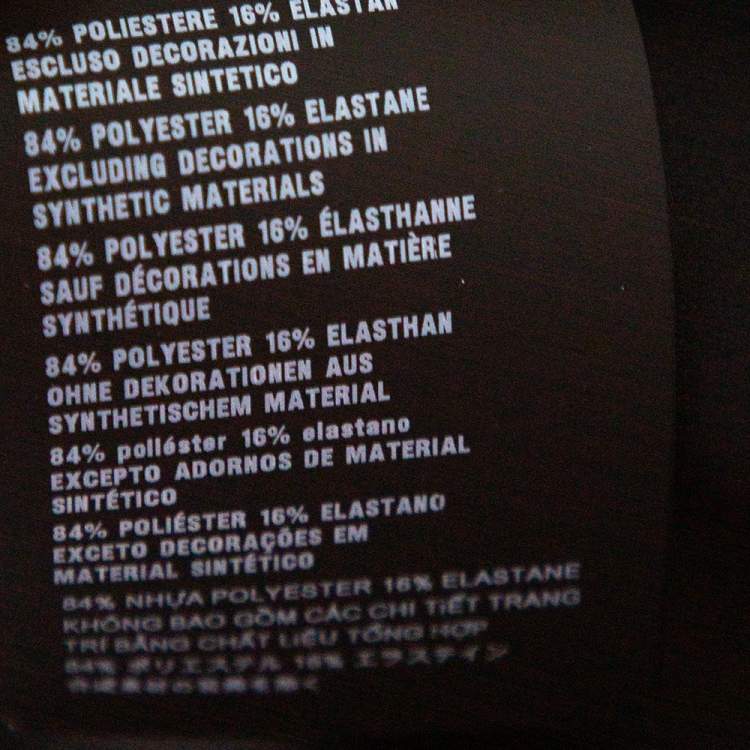 84% POLIESTERE 16% ELASTAN
ESCLUSO DECORAZIONI IN
MATERIALE SINTETICO
84% POLYESTER 16% ELASTANE
EXCLUDING DECORATIONS IN
SYNTHETIC MATERIALS
84% POLYESTER 16% ÉLASTHANNE
SAUF DÉCORATIONS EN MATIÈRE
SYNTHÉTIQUE
84% POLYESTER 16% ELASTHAN
OHNE DEKORATIONEN AUS
SYNTHETISCHEM MATERIAL
84% poliéster 16% elastano
EXCEPTO ADORNOS DE MATERIAL
SINTÉTICO
84% POLIÉSTER 16% ELASTANO
EXCETO DECORAÇÕES EM
MATERIAL SINTÉTICO
84% NHỰA POLYESTER 16% ELASTANE
KHÔNG BAO GỒM CÁC CHI TIẾT TRANG
TRÍ BẰNG CHẤT LIỆU TỔNG HỢP
84% ポリエステル 16% エラステイン